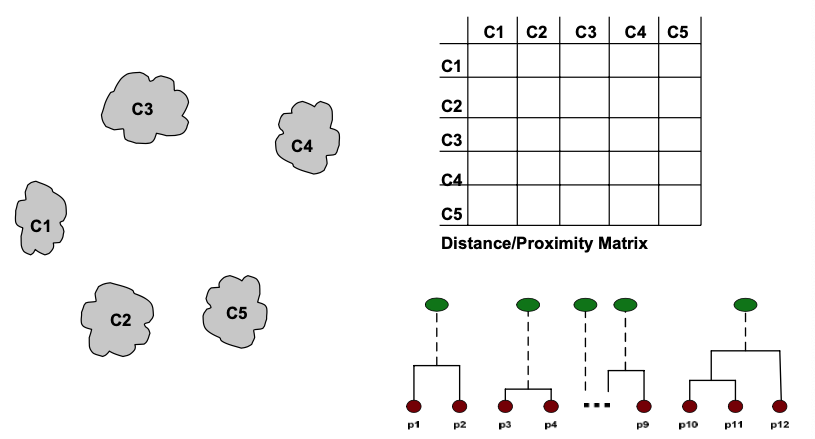 C3
C4
C1
C2
C5
C1 C2 C3 C4 C5
C1
C2
C3
C4
C5
Distance/Proximity Matrix
...
p1 p2 p3 p4 p9 p10 p11 p12